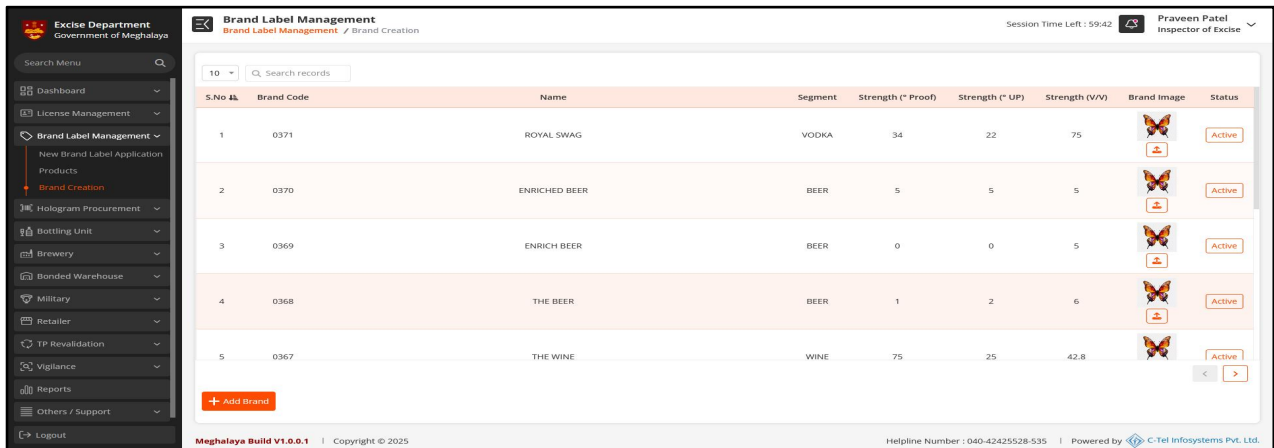 Excise Department
Government of Meghalaya
Brand Label Management
Brand Label Management / Brand Creation
Session Time Left : 59:42
Praveen Patel
Inspector of Excise
Search Menu
Dashboard
License Management
Brand Label Management
New Brand Label Application
Products
Brand Creation
Hologram Procurement
Bottling Unit
Brewery
Bonded Warehouse
Military
Retailer
TP Revalidation
Vigilance
Reports
Others / Support
Logout
10 Search records
S.No Brand Code Name Segment Strength (° Proof) Strength (° UP) Strength (V/V) Brand Image Status
1 0371 ROYAL SWAG VODKA 34 22 75 Active
2 0370 ENRICHED BEER BEER 5 5 5 Active
3 0369 ENRICH BEER BEER 0 0 5 Active
4 0368 THE BEER BEER 1 2 6 Active
5 0367 THE WINE WINE 75 25 42.8 Active
< >
+ Add Brand
Meghalaya Build V1.0.0.1 | Copyright © 2025
Helpline Number : 040-42425528-535 | Powered by C-Tel Infosystems Pvt. Ltd.